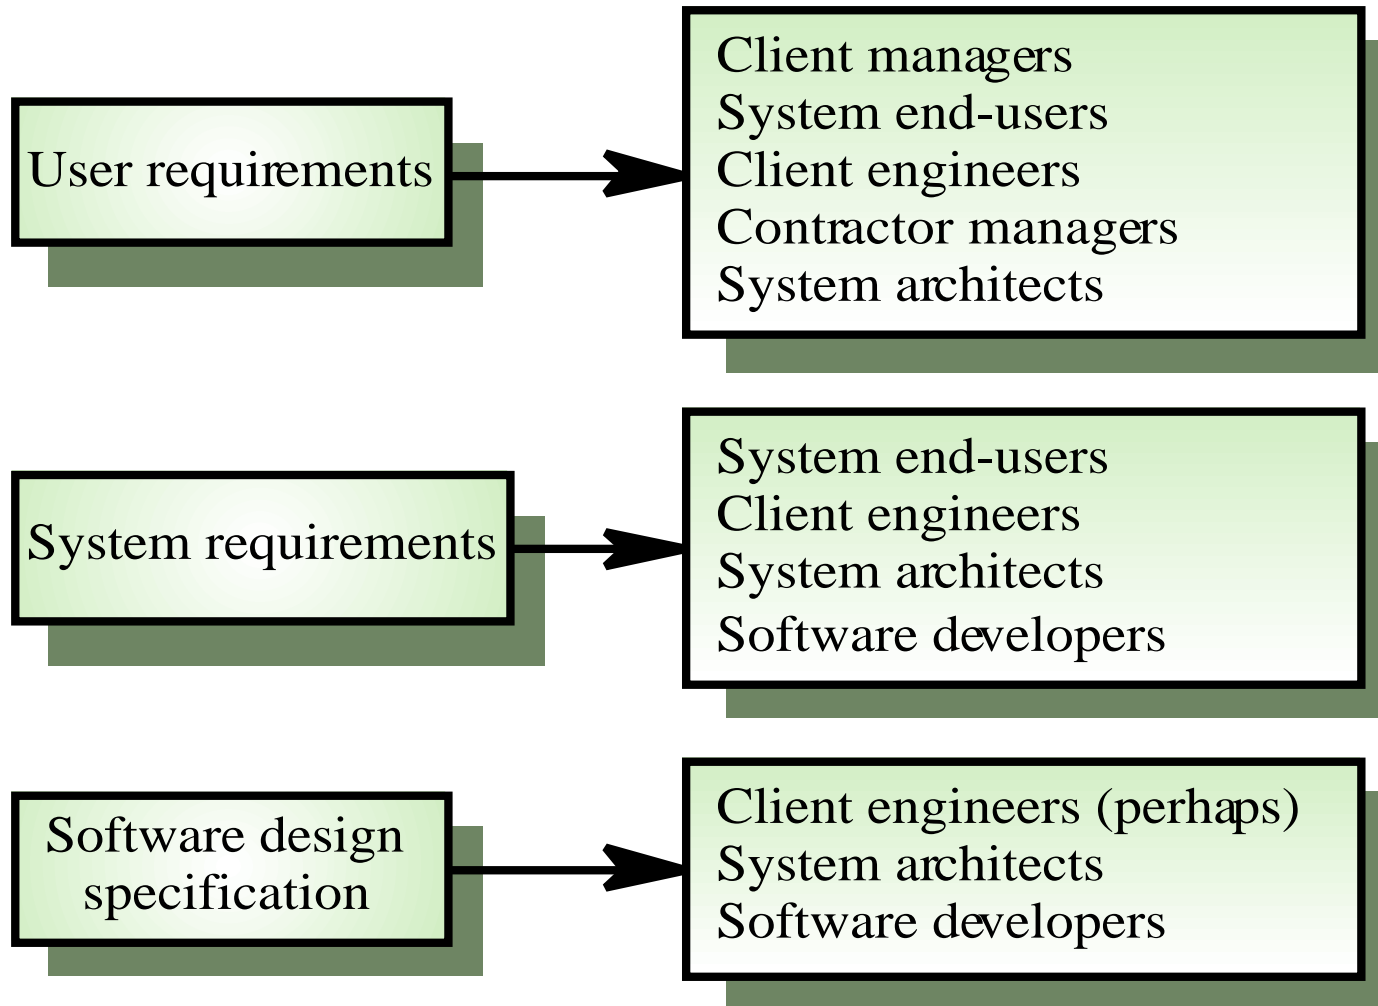 User requirements
Client managers
System end-users
Client engineers
Contractor managers
System architects
System requirements
System end-users
Client engineers
System architects
Software developers
Software design
specification
Client engineers (perhaps)
System architects
Software developers